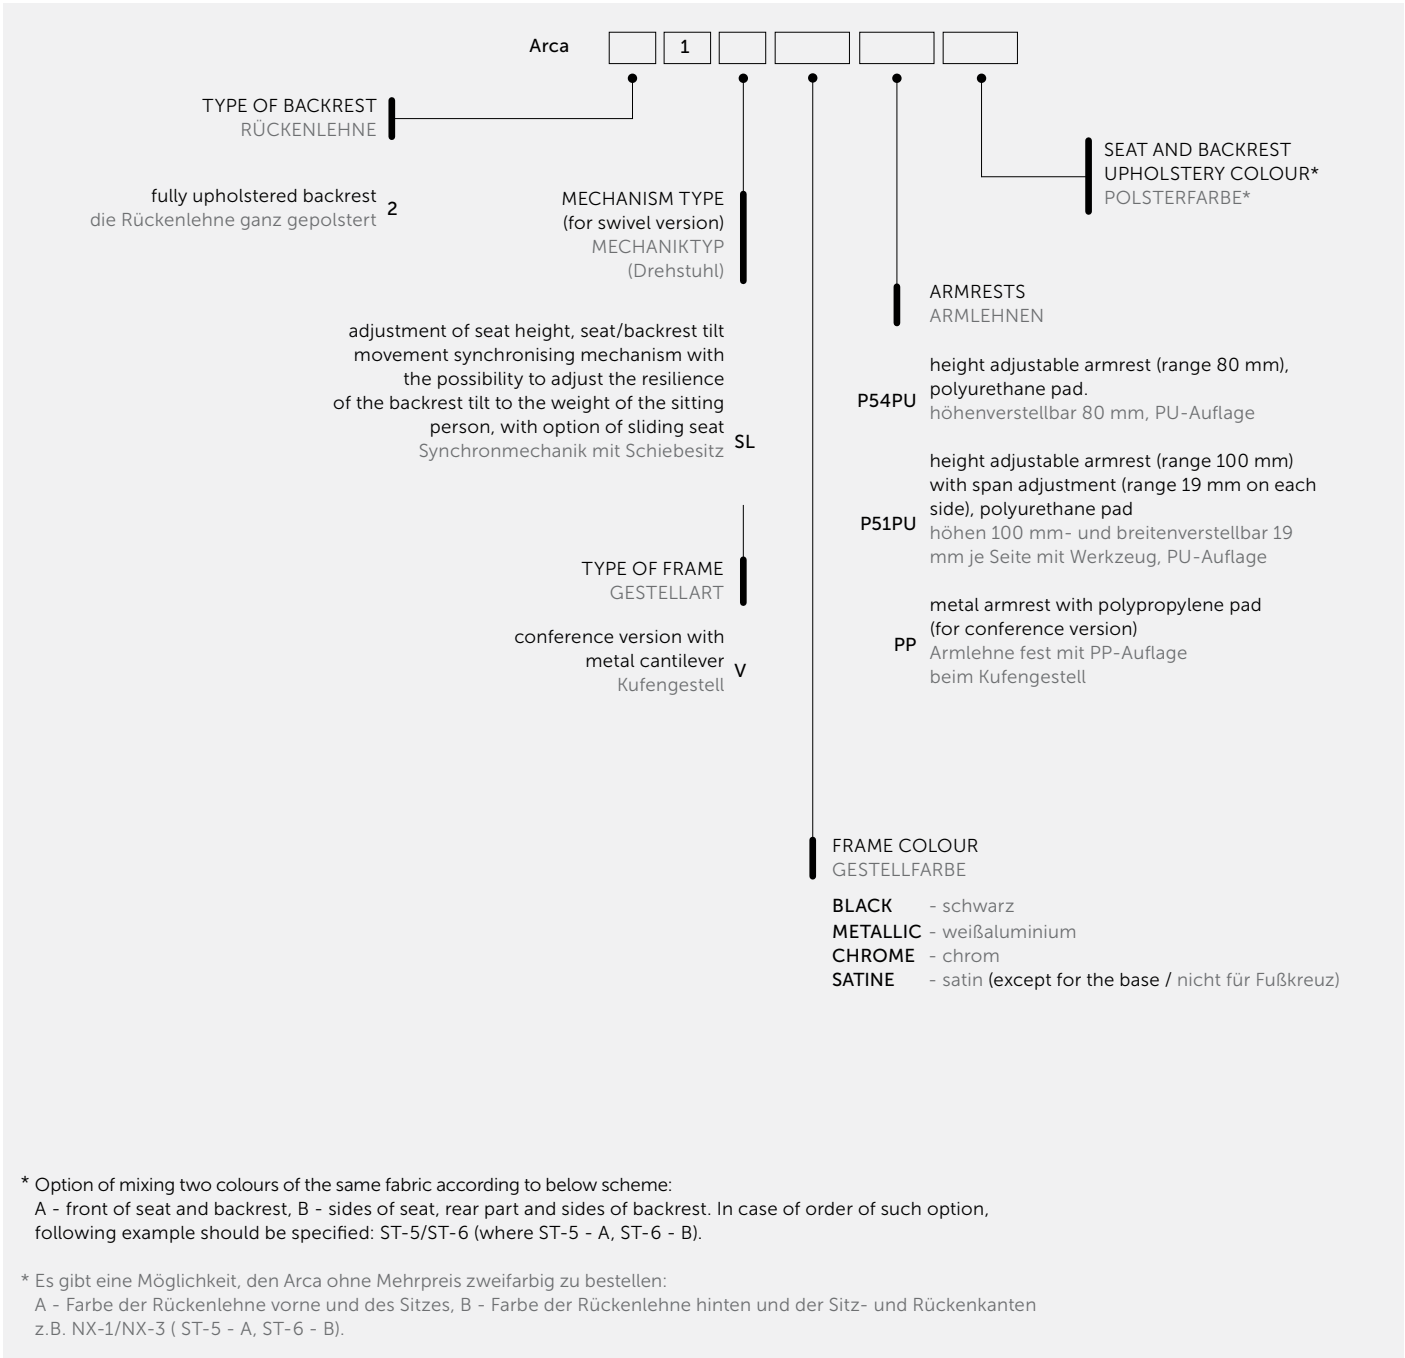 Arca 1
TYPE OF BACKREST
RÜCKENLEHNE
fully upholstered backrest
die Rückenlehne ganz gepolstert
2
MECHANISM TYPE
(for swivel version)
MECHANIKTYP
(Drehstuhl)
adjustment of seat height, seat/backrest tilt
movement synchronising mechanism with
the possibility to adjust the resilience
of the backrest tilt to the weight of the sitting
person, with option of sliding seat
Synchronmechanik mit Schiebesitz
SL
TYPE OF FRAME
GESTELLART
conference version with
metal cantilever
Kufengestell
V
SEAT AND BACKREST
UPHOLSTERY COLOUR*
POLSTERFARBE*
ARMRESTS
ARMLEHNEN
P54PU
height adjustable armrest (range 80 mm),
polyurethane pad.
höhenverstellbar 80 mm, PU-Auflage
P51PU
height adjustable armrest (range 100 mm)
with span adjustment (range 19 mm on each
side), polyurethane pad
höhen 100 mm- und breitenverstellbar 19
mm je Seite mit Werkzeug, PU-Auflage
PP
metal armrest with polypropylene pad
(for conference version)
Armlehne fest mit PP-Auflage
beim Kufengestell
FRAME COLOUR
GESTELLFARBE
BLACK - schwarz
METALLIC - weißaluminium
CHROME - chrom
SATINE - satin (except for the base / nicht für Fußkreuz)
* Option of mixing two colours of the same fabric according to below scheme:
A - front of seat and backrest, B - sides of seat, rear part and sides of backrest. In case of order of such option,
following example should be specified: ST-5/ST-6 (where ST-5 - A, ST-6 - B).
* Es gibt eine Möglichkeit, den Arca ohne Mehrpreis zweifarbig zu bestellen:
A - Farbe der Rückenlehne vorne und des Sitzes, B - Farbe der Rückenlehne hinten und der Sitz- und Rückenkanten
z.B. NX-1/NX-3 ( ST-5 - A, ST-6 - B).